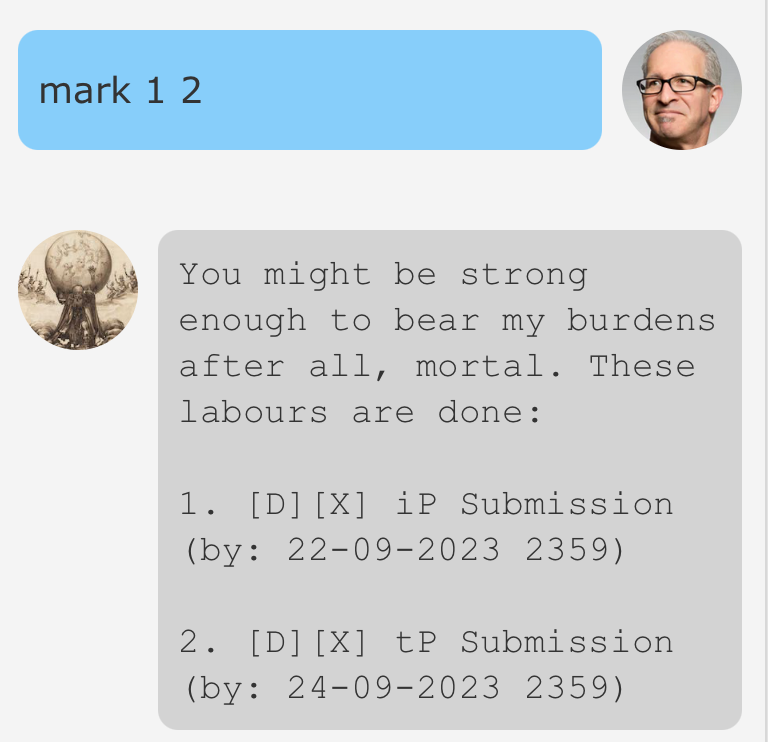 mark 1 2
You might be strong
enough to bear my burdens
after all, mortal. These
labours are done:
1. [D][X] iP Submission
(by: 22-09-2023 2359)
2. [D][X] tP Submission
(by: 24-09-2023 2359)